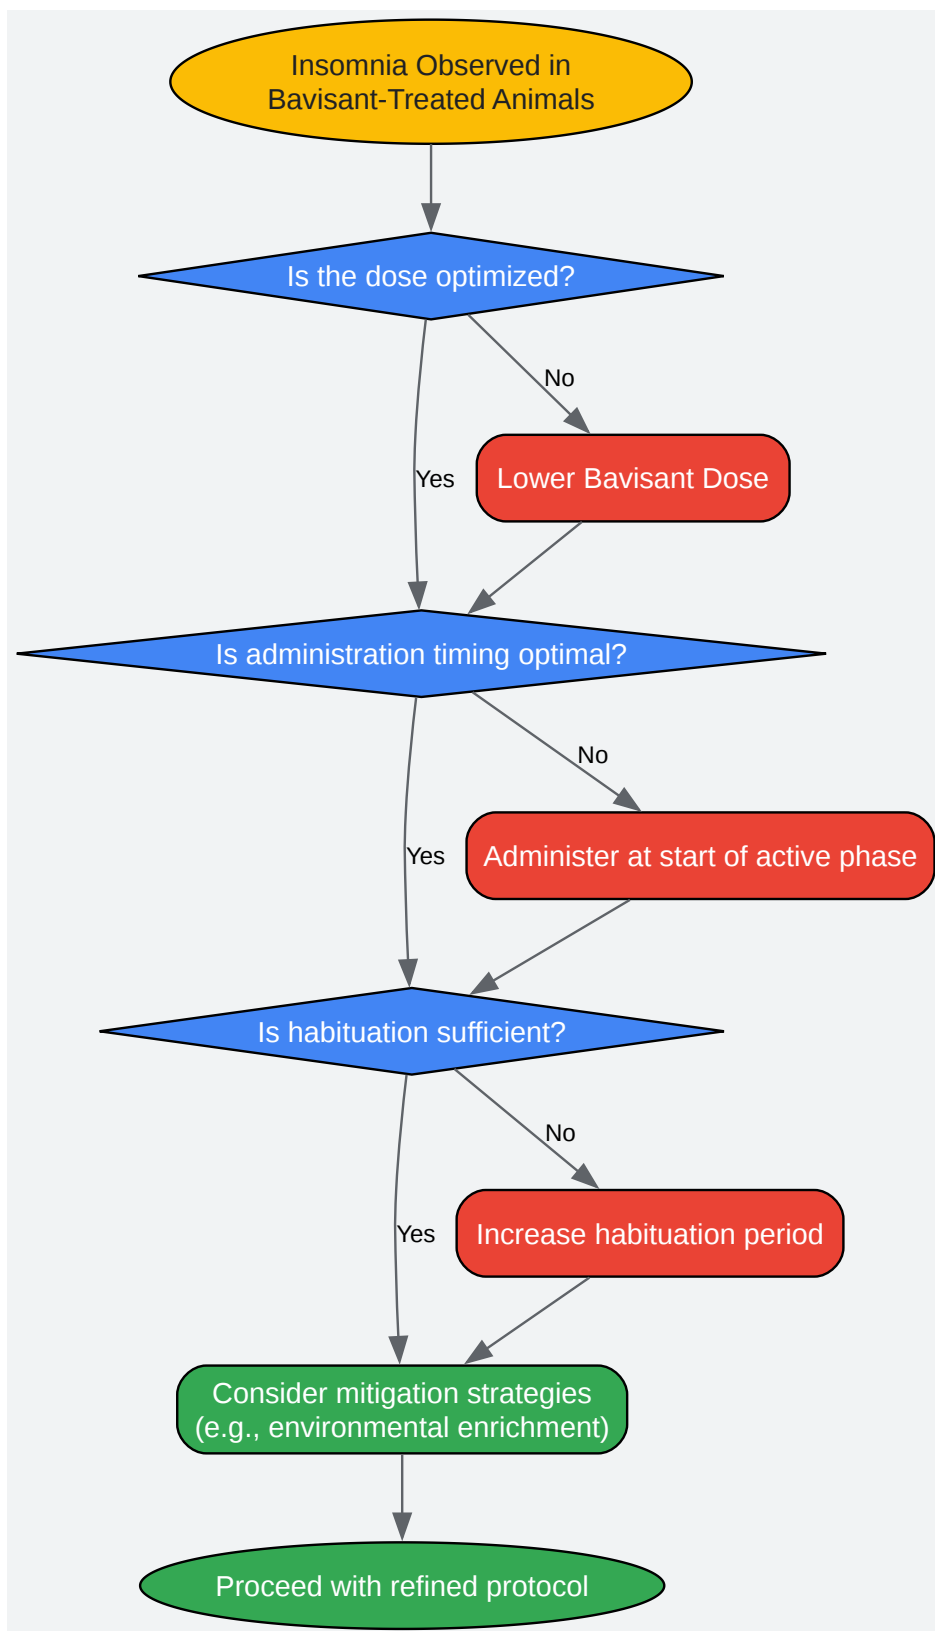 Insomnia Observed in
Bavisant-Treated Animals
Is the dose optimized?
No
Yes
Lower Bavisant Dose
Is administration timing optimal?
No
Yes
Administer at start of active phase
Is habituation sufficient?
No
Yes
Increase habituation period
Consider mitigation strategies
(e.g., environmental enrichment)
Proceed with refined protocol